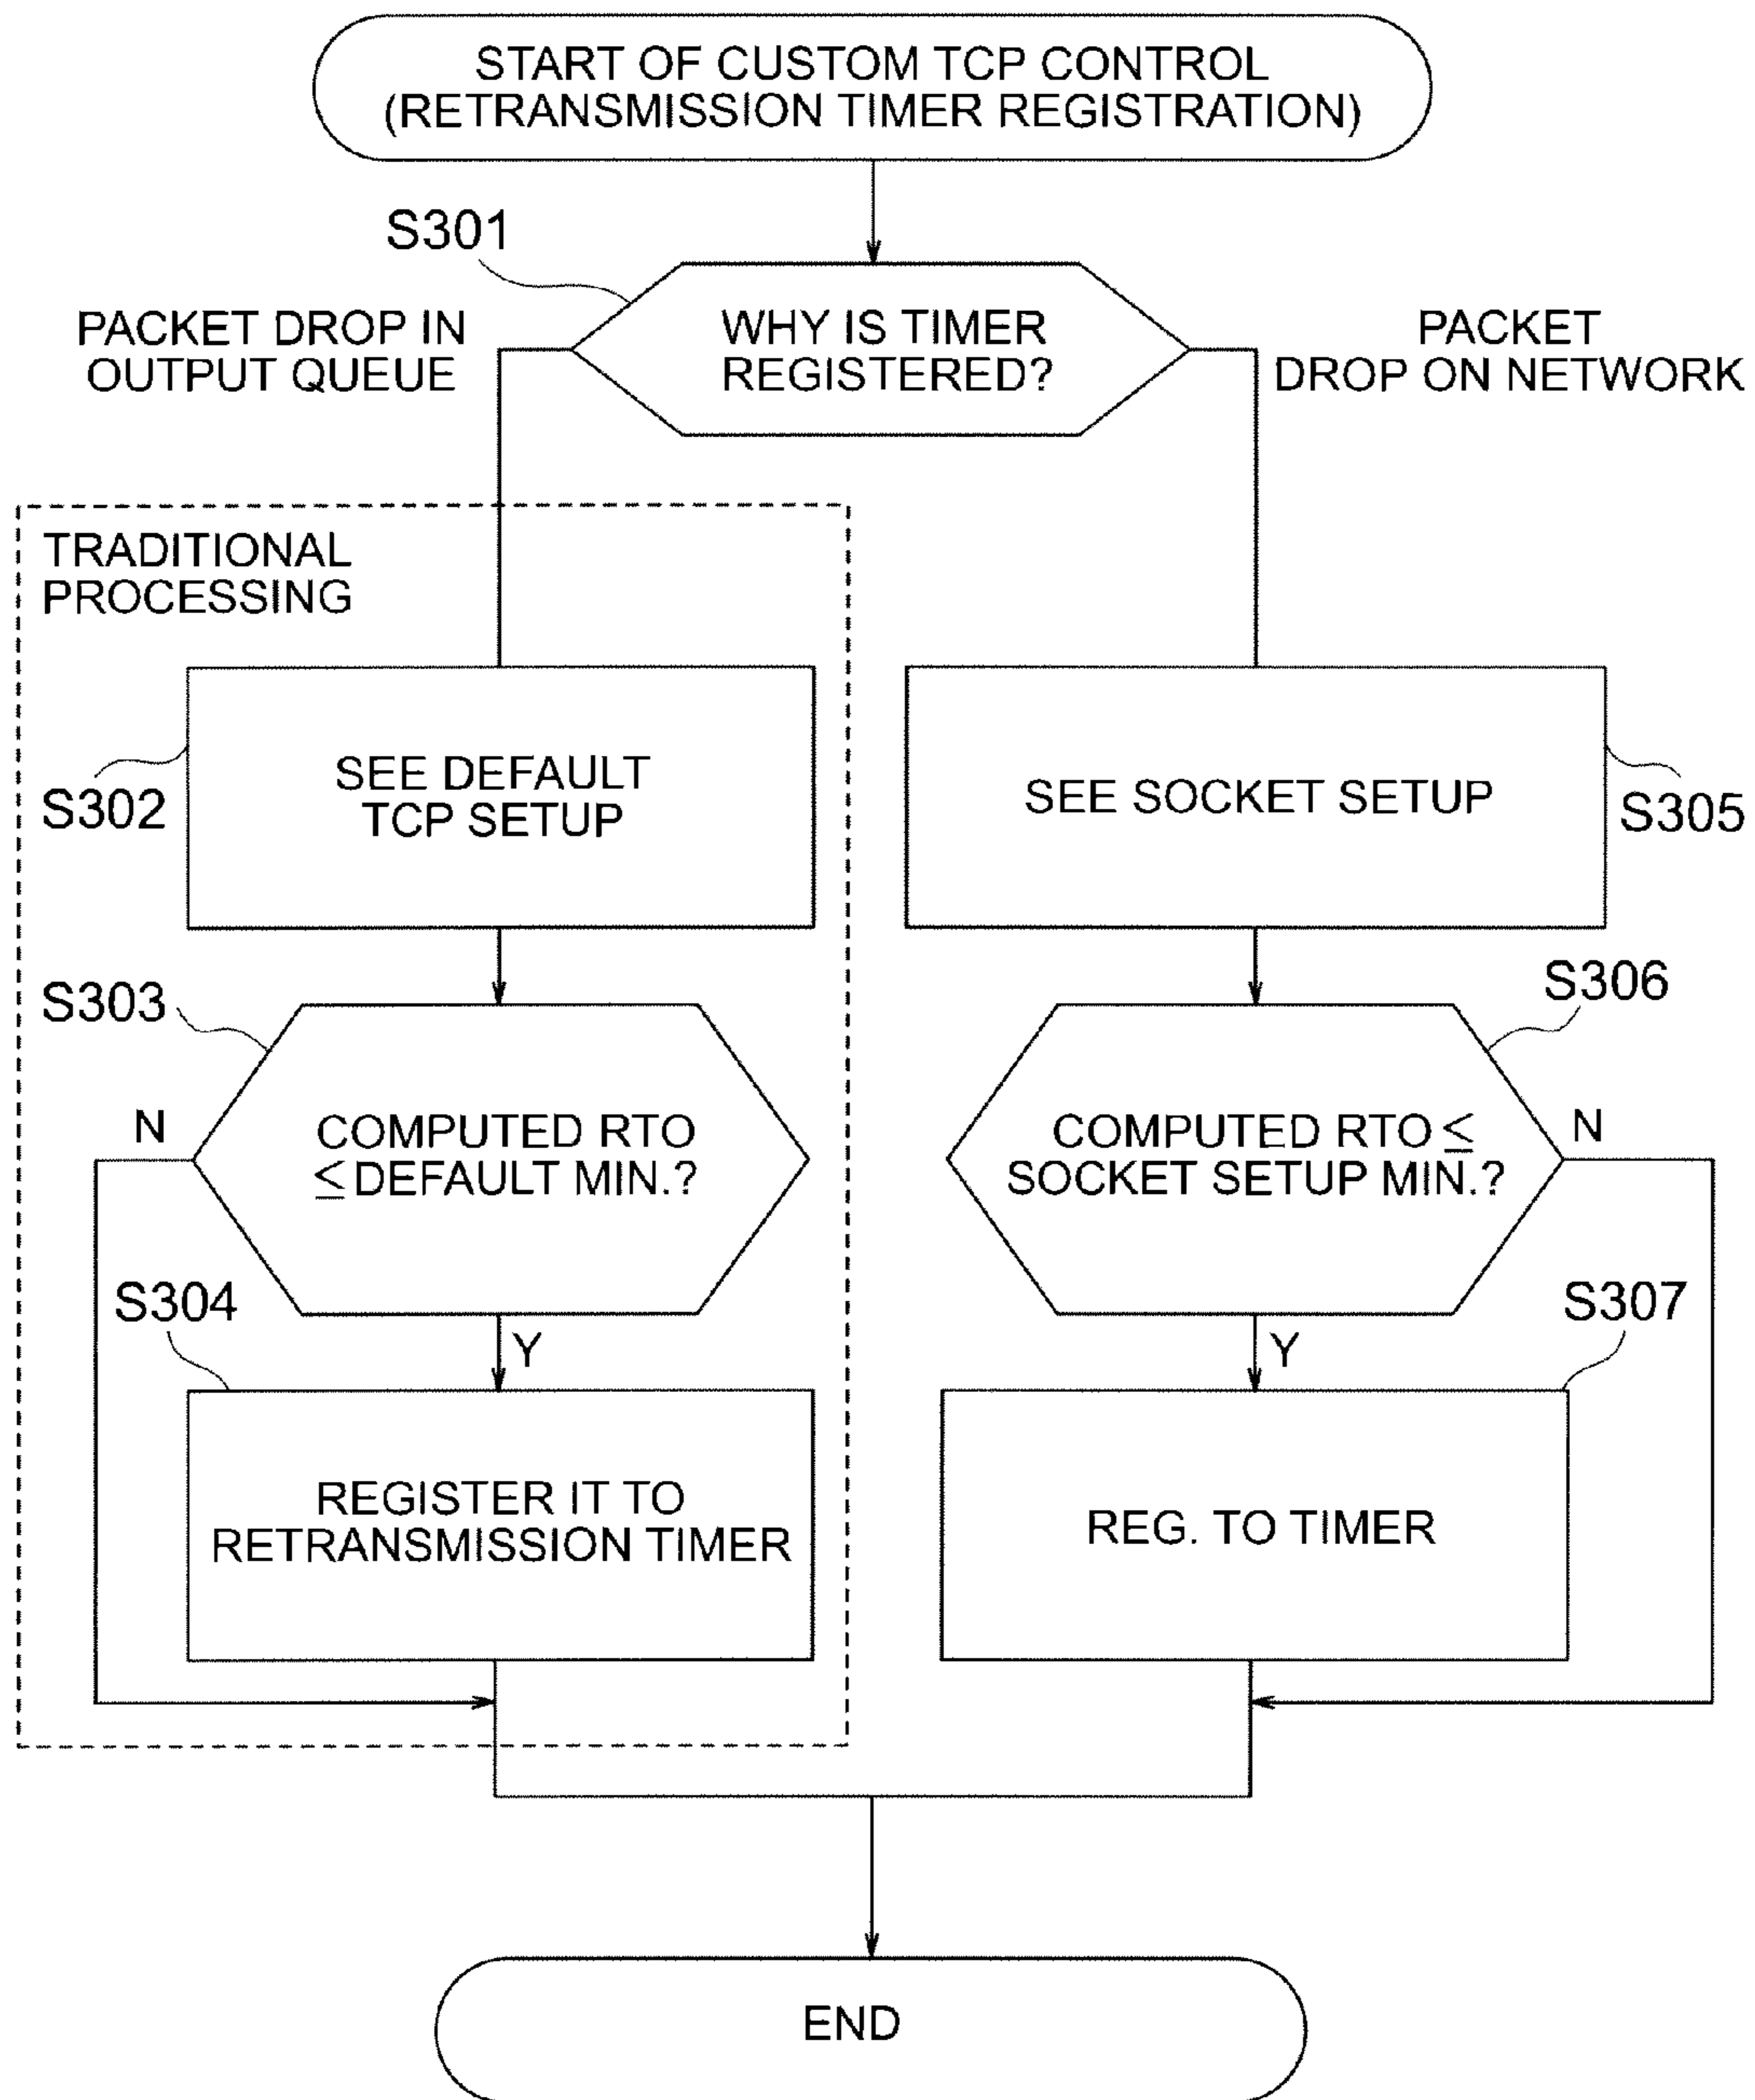 START OF CUSTOM TCP CONTROL
(RETRANSMISSION TIMER REGISTRATION)
S301
PACKET DROP IN
OUTPUT QUEUE
WHY IS TIMER
REGISTERED?
PACKET
DROP ON NETWORK
TRADITIONAL
PROCESSING
S302
SEE DEFAULT
TCP SETUP
SEE SOCKET SETUP
S305
S303
S306
N
COMPUTED RTO
≤ DEFAULT MIN.?
COMPUTED RTO ≤
SOCKET SETUP MIN.?
N
S304
Y
Y
S307
REGISTER IT TO
RETRANSMISSION TIMER
REG. TO TIMER
END